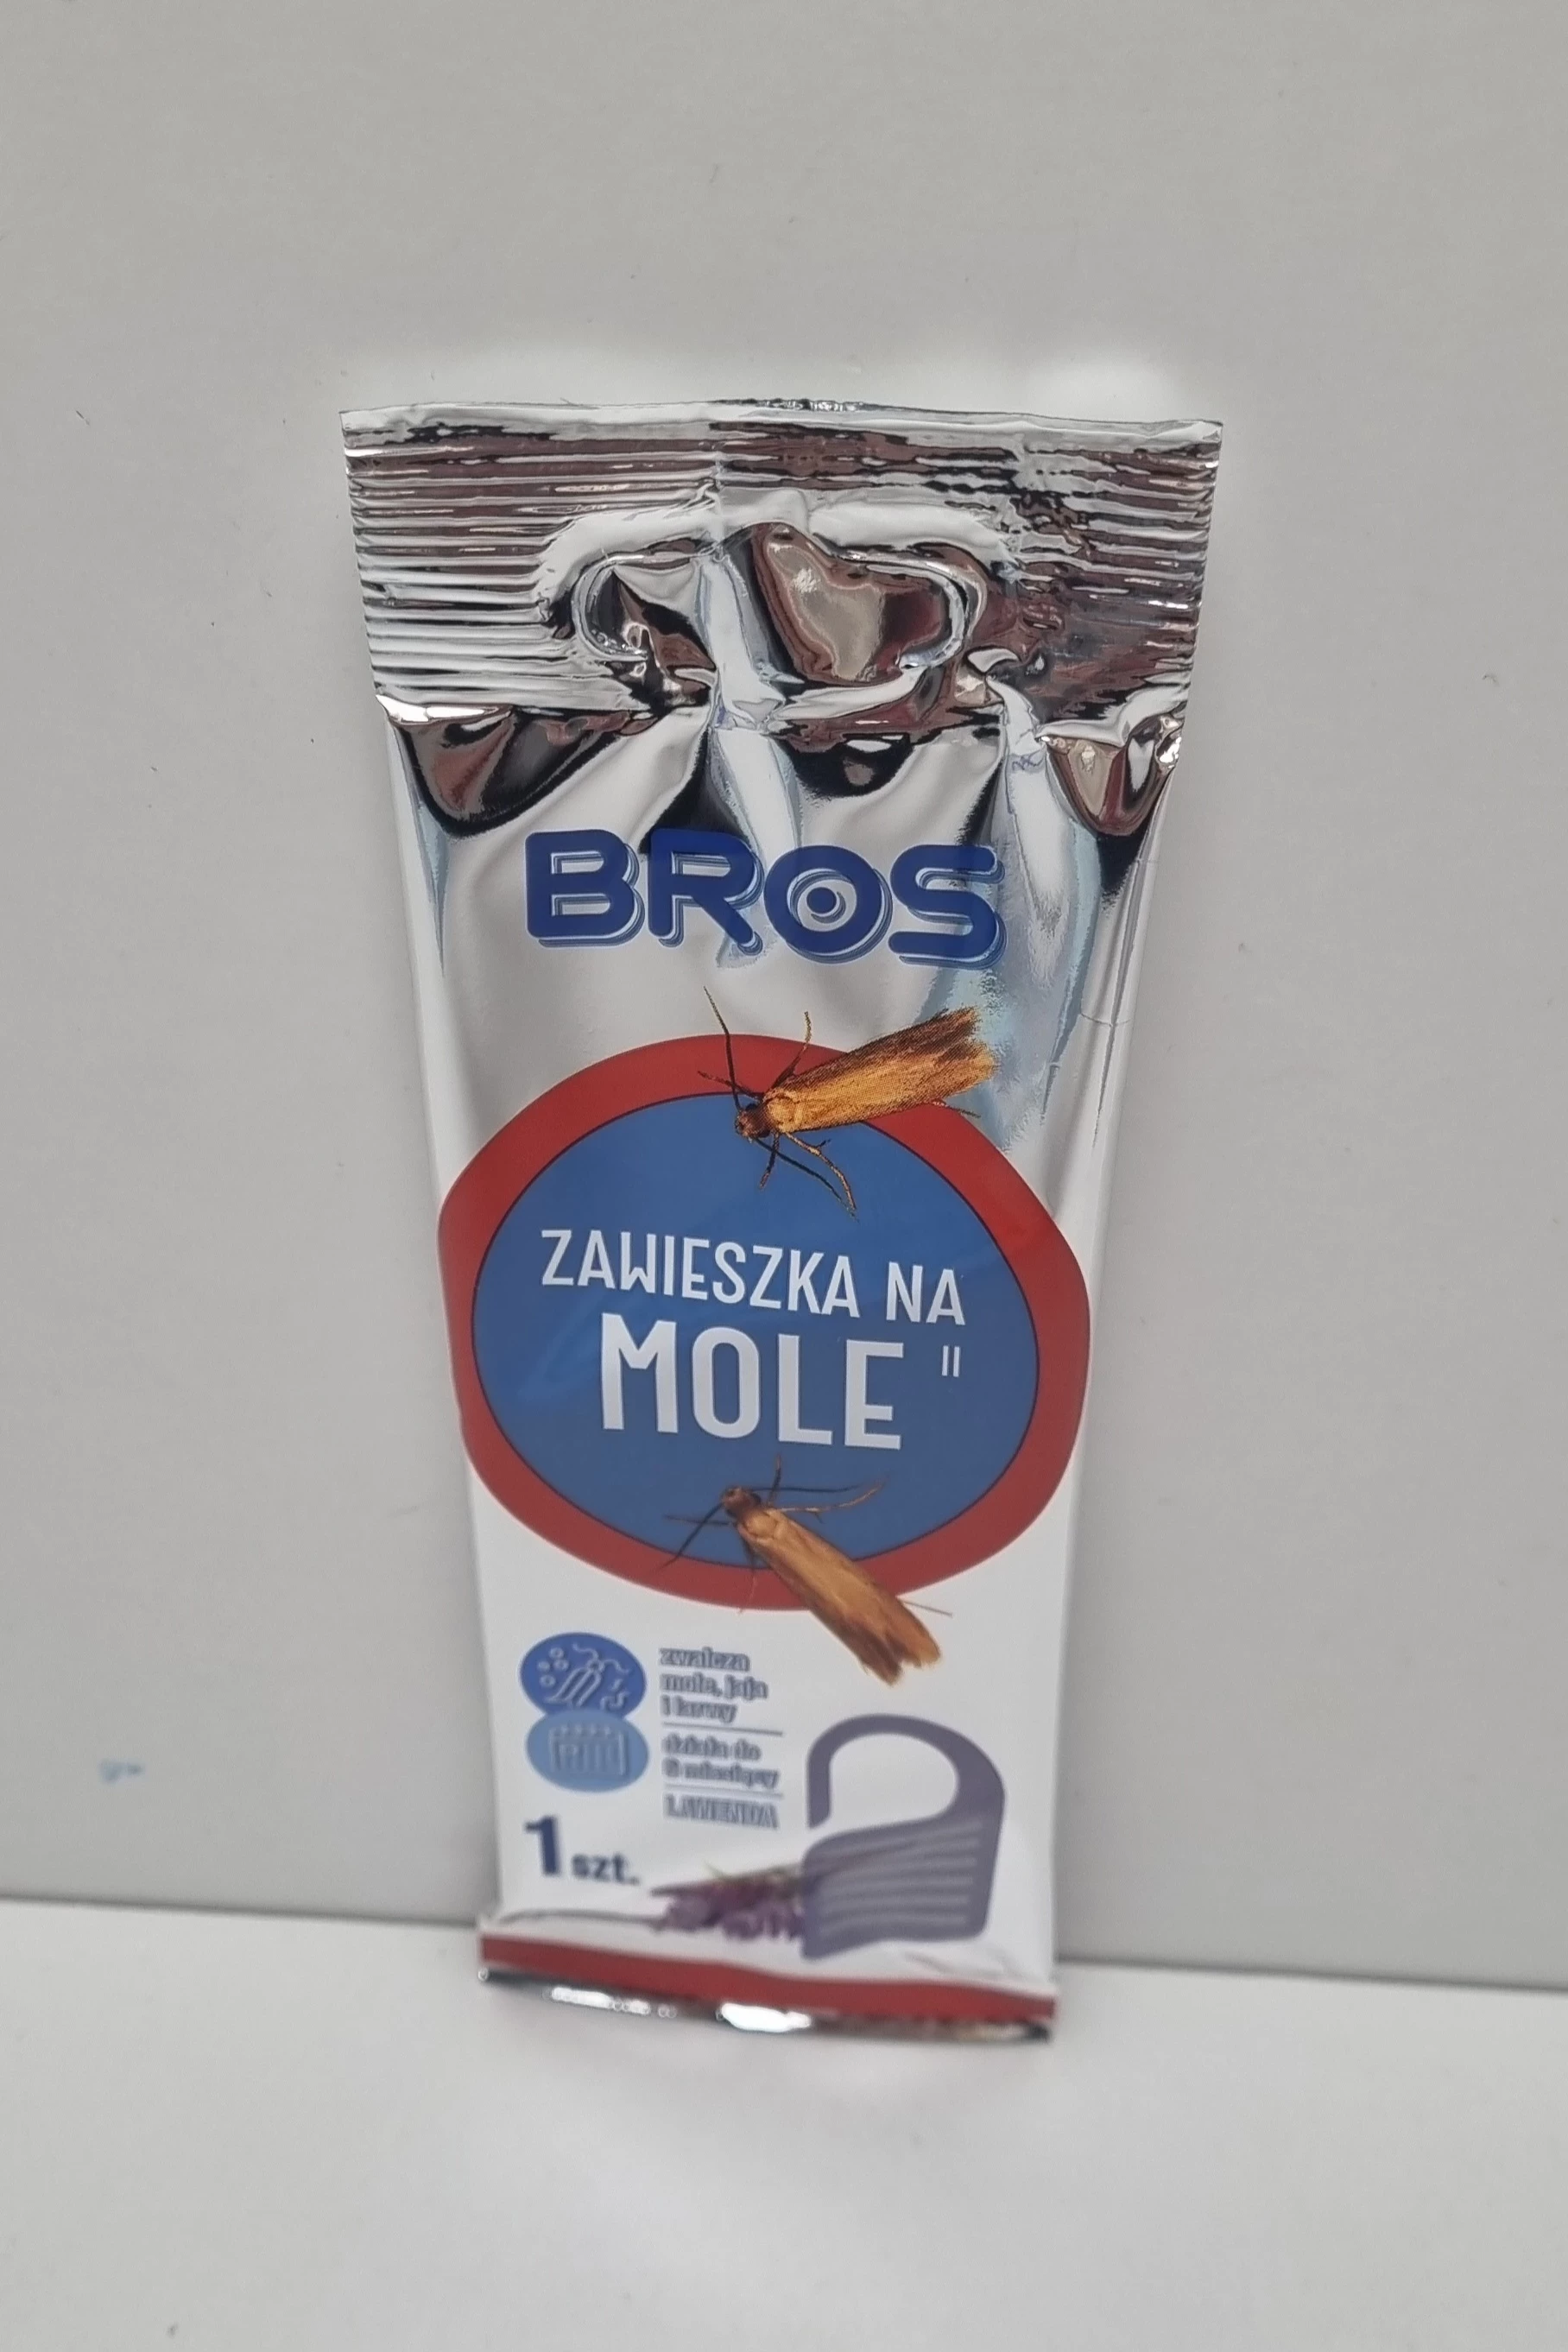 BROS
ZAWIESZKA NA
MOLE II
zwalcza
mole, jaja
i larwy
działa do
6 miesięcy
LAWENDA
1 szt.